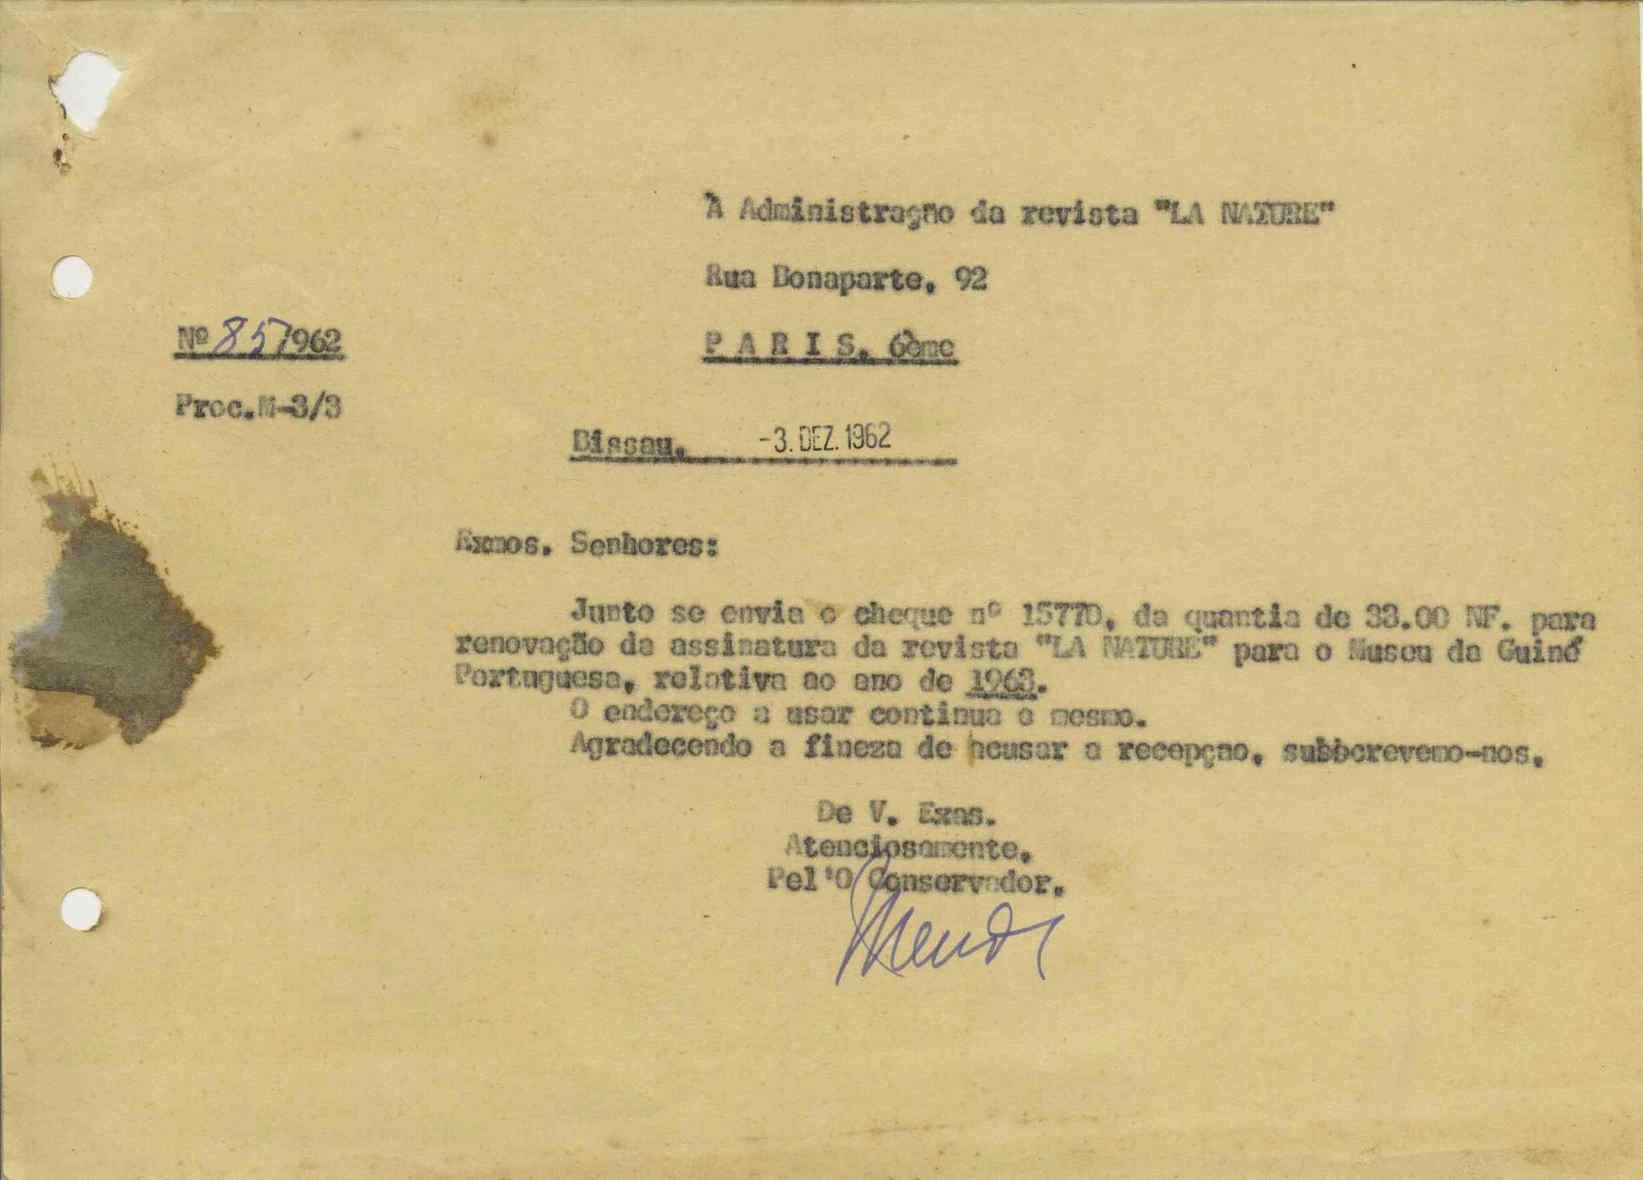 À Administração da revista "LA NATURE"
Rua Bonaparte, 92
Nº 85/962
P A R I S, 6ème
Proc.M-3/3
Bissau, -3. DEZ. 1962
Exmos. Senhores:
Junto se envia o cheque nº 15770, da quantia de 33.00 NF. para
renovação da assinatura da revista "LA NATURE" para o Museu da Guiné
Portuguesa, relativa ao ano de 1963.
O endereço a usar continua o mesmo.
Agradecendo a fineza de acusar a recepçao, subbcrevemo-nos,
De V. Exas.
Atenciosamente,
Pel'O Conservador,